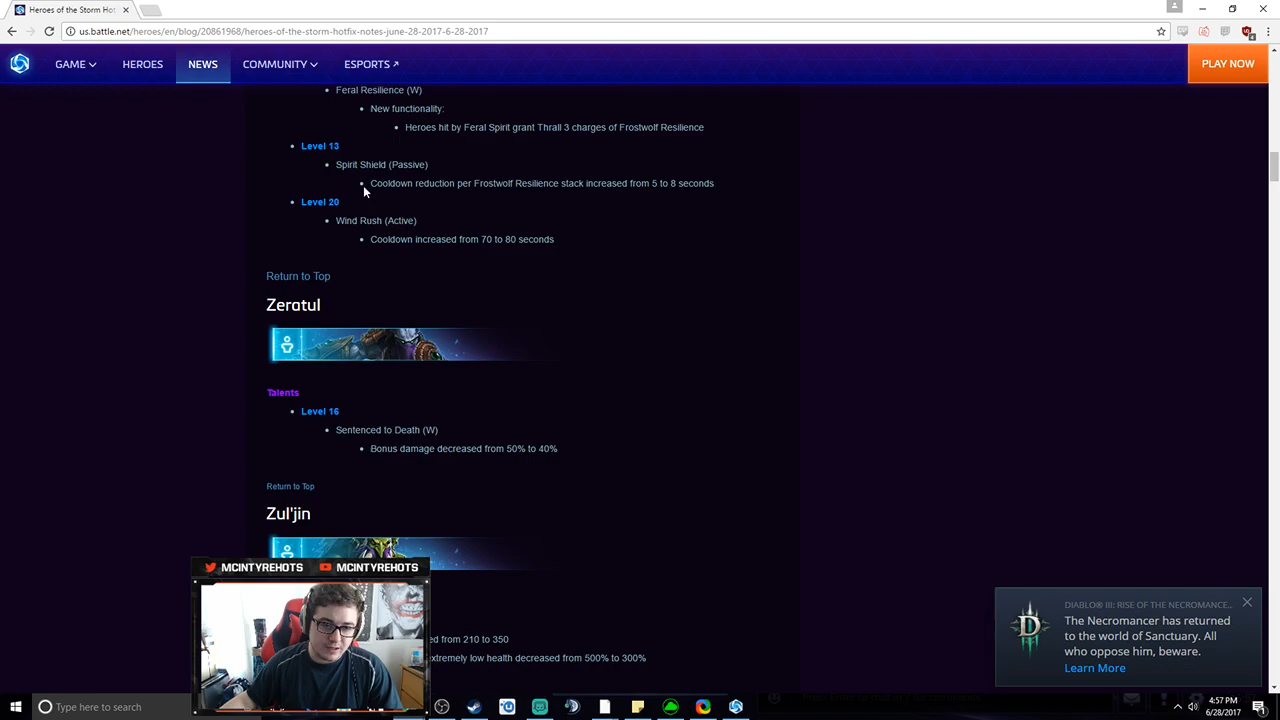 Heroes of the Storm Hot
us.battle.net/heroes/en/blog/20861968/heroes-of-the-storm-hotfix-notes-june-28-2017-6-28-2017
GAME HEROES NEWS COMMUNITY ESPORTS PLAY NOW
Feral Resilience (W)
New functionality:
Heroes hit by Feral Spirit grant Thrall 3 charges of Frostwolf Resilience
Level 13
Spirit Shield (Passive)
Cooldown reduction per Frostwolf Resilience stack increased from 5 to 8 seconds
Level 20
Wind Rush (Active)
Cooldown increased from 70 to 80 seconds
Return to Top
Zeratul
Talents
Level 16
Sentenced to Death (W)
Bonus damage decreased from 50% to 40%
Return to Top
Zul'jin
MCINTYREHOTS MCINTYREHOTS
ed from 210 to 350
extremely low health decreased from 500% to 300%
DIABLO® III: RISE OF THE NECROMANCE...
The Necromancer has returned
to the world of Sanctuary. All
who oppose him, beware.
Learn More
Type here to search
4:57 PM
6/28/2017